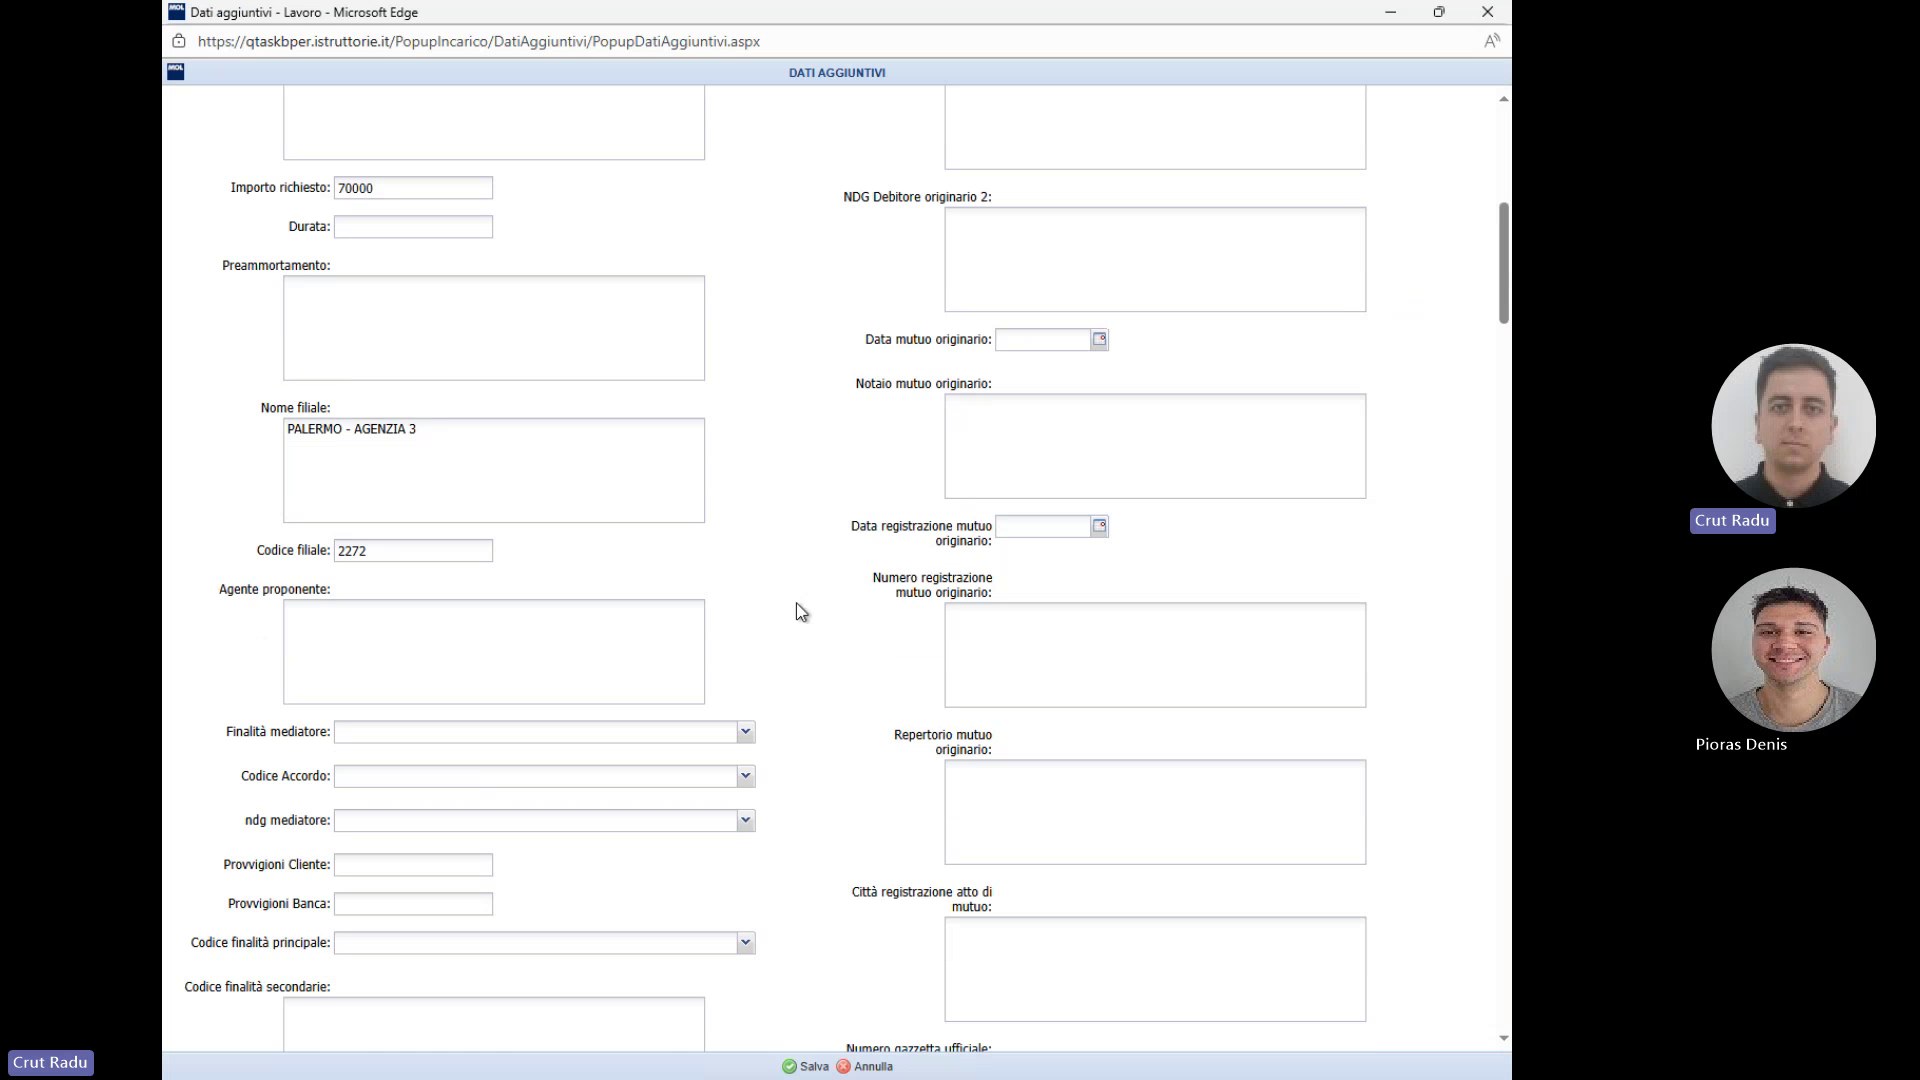 MOL Dati aggiuntivi - Lavoro - Microsoft Edge
https://qtaskbper.istruttorie.it/PopupIncarico/DatiAggiuntivi/PopupDatiAggiuntivi.aspx
MOL DATI AGGIUNTIVI
Importo richiesto: 70000
Durata:
Preammortamento:
Nome filiale:
PALERMO - AGENZIA 3
Codice filiale: 2272
Agente proponente:
Finalità mediatore:
Codice Accordo:
ndg mediatore:
Provvigioni Cliente:
Provvigioni Banca:
Codice finalità principale:
Codice finalità secondarie:
NDG Debitore originario 2:
Data mutuo originario:
Notaio mutuo originario:
Data registrazione mutuo
originario:
Numero registrazione
mutuo originario:
Repertorio mutuo
originario:
Città registrazione atto di
mutuo:
Numero gazzetta ufficiale:
Salva Annulla
Crut Radu
Pioras Denis
Crut Radu